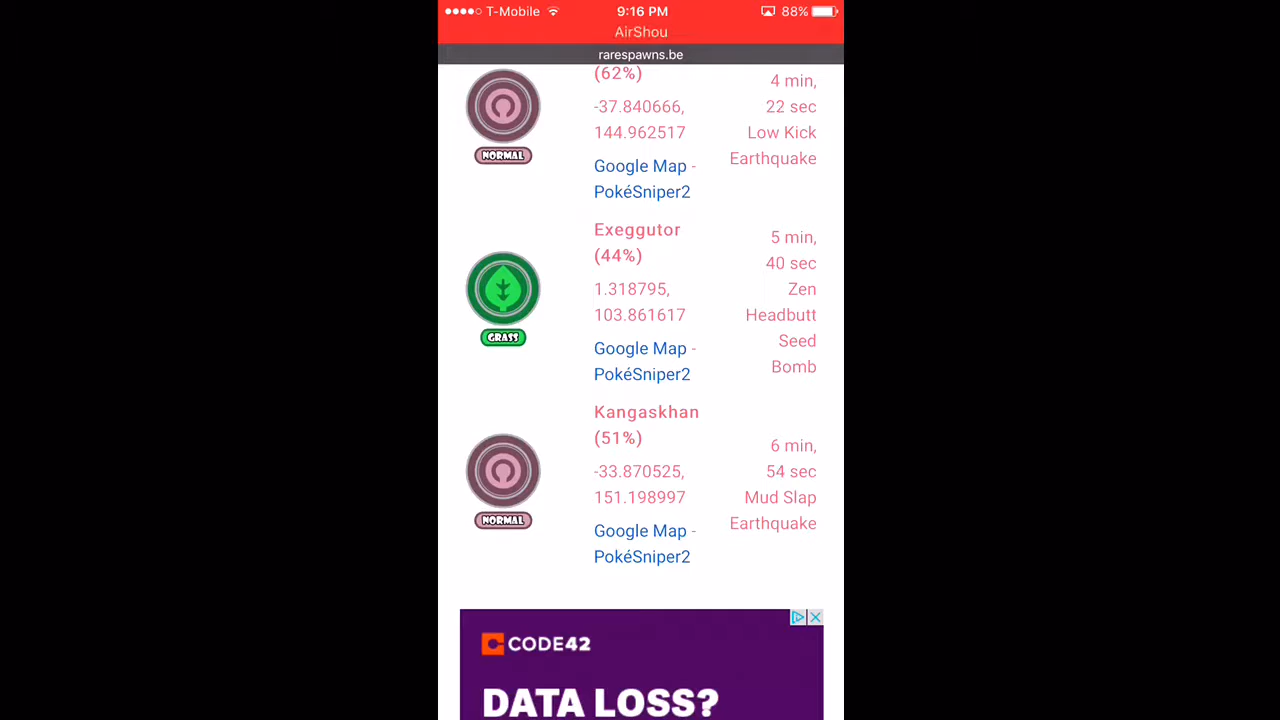 T-Mobile 9:16 PM 88%
AirShou
rarespawns.be
(62%)
-37.840666,
144.962517
Google Map -
PokéSniper2
4 min,
22 sec
Low Kick
Earthquake
NORMAL
Exeggutor
(44%)
1.318795,
103.861617
Google Map -
PokéSniper2
5 min,
40 sec
Zen
Headbutt
Seed
Bomb
GRASS
Kangaskhan
(51%)
-33.870525,
151.198997
Google Map -
PokéSniper2
6 min,
54 sec
Mud Slap
Earthquake
NORMAL
CODE42
DATA LOSS?